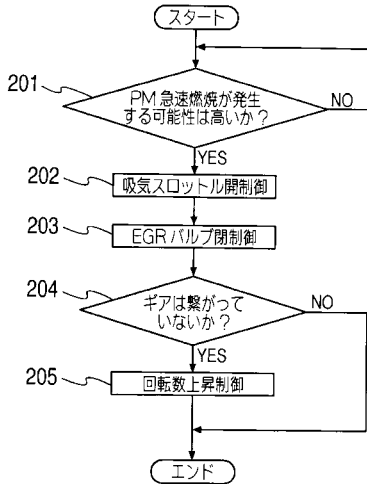 スタート
201
PM 急速燃焼が発生
する可能性は高いか？
NO
YES
202
吸気スロットル開制御
203
EGR バルブ閉制御
204
ギアは繋がって
いないか？
NO
YES
205
回転数上昇制御
エンド